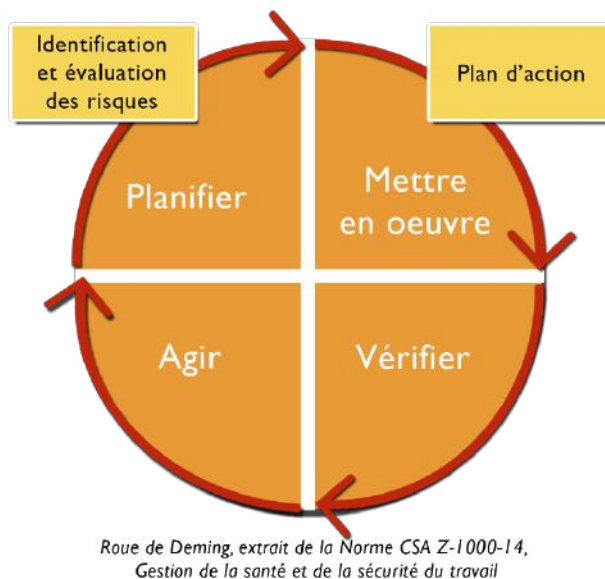 Identification
et évaluation
des risques
Plan d'action
Planifier
Mettre
en oeuvre
Agir
Vérifier
Roue de Deming, extrait de la Norme CSA Z-1000-14,
Gestion de la santé et de la sécurité du travail